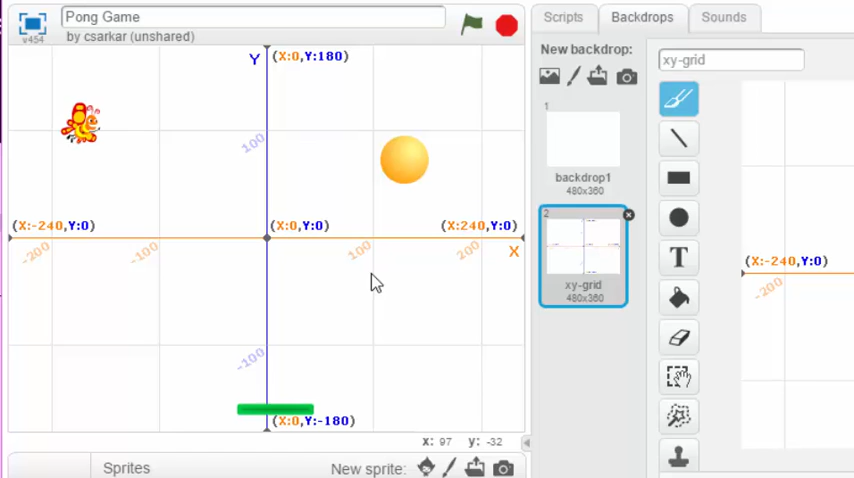 Pong Game
by csarkar (unshared)
v454
Scripts
Backdrops
Sounds
New backdrop:
xy-grid
Y
(X:0,Y:180)
100
(X:-240,Y:0)
(X:0,Y:0)
(X:240,Y:0)
-200
-100
100
200
X
-100
(X:0,Y:-180)
x: 97 y: -32
Sprites
New sprite:
1
backdrop1
480x360
2
xy-grid
480x360
T
(X:-240,Y:0)
-200